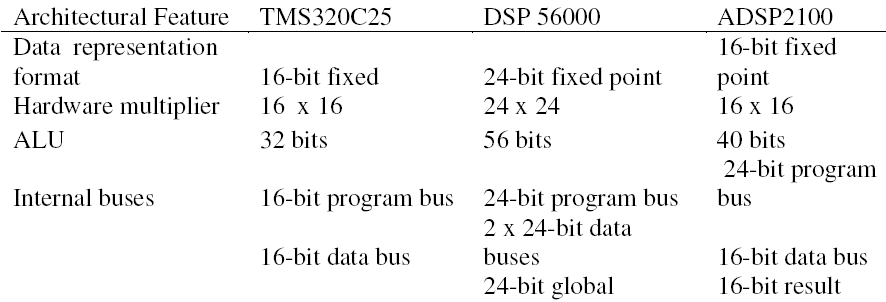 Architectural Feature TMS320C25 DSP 56000 ADSP2100
Data representation 16-bit fixed
format 16-bit fixed 24-bit fixed point point
Hardware multiplier 16 x 16 24 x 24 16 x 16
ALU 32 bits 56 bits 40 bits
24-bit program
Internal buses 16-bit program bus 24-bit program bus bus
2 x 24-bit data
16-bit data bus buses 16-bit data bus
24-bit global 16-bit result